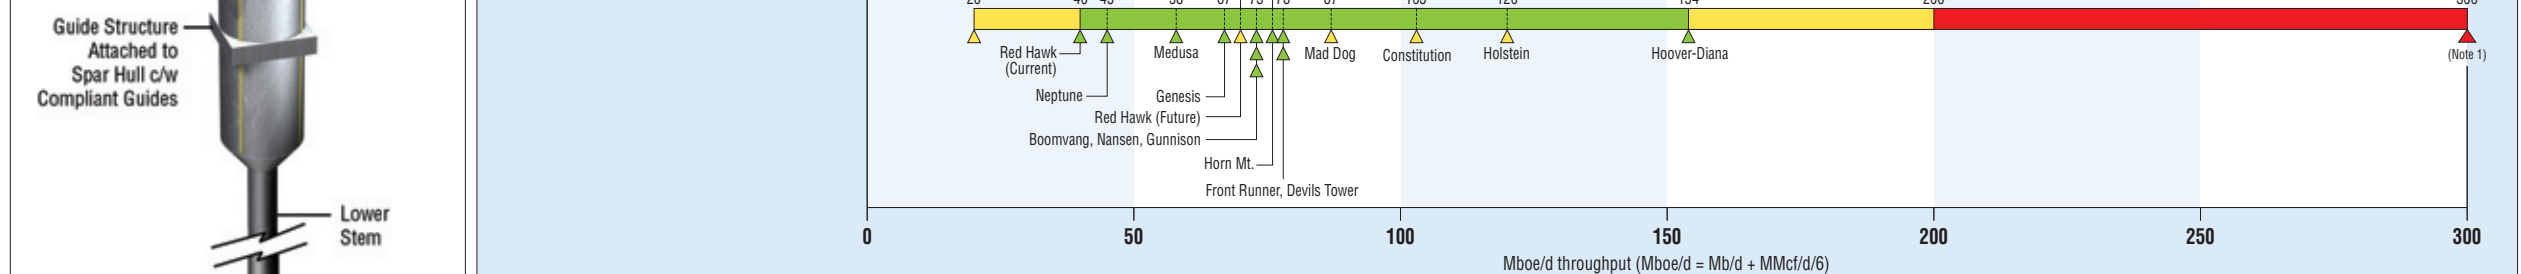 Guide Structure
Attached to
Spar Hull c/w
Compliant Guides
Lower
Stem
Red Hawk
(Current)
Medusa
Mad Dog
Constitution
Holstein
Hoover-Diana
(Note 1)
Neptune
Genesis
Red Hawk (Future)
Boomvang, Nansen, Gunnison
Horn Mt.
Front Runner, Devils Tower
0 50 100 150 200 250 300
Mboe/d throughput (Mboe/d = Mb/d + MMcf/d/6)